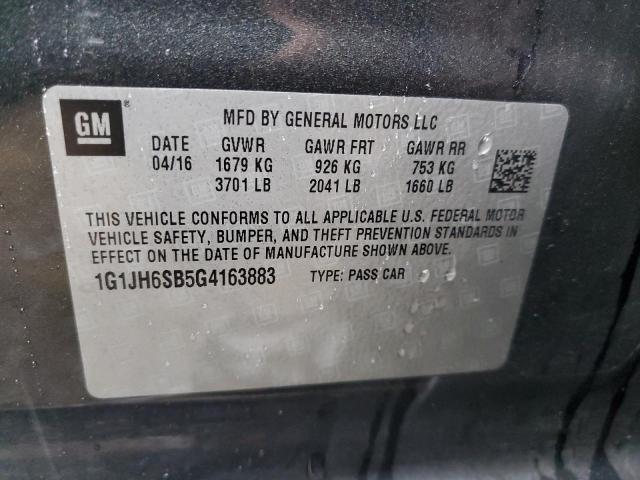 GM®
MFD BY GENERAL MOTORS LLC
DATE GVWR GAWR FRT GAWR RR
04/16 1679 KG 926 KG 753 KG
3701 LB 2041 LB 1660 LB
THIS VEHICLE CONFORMS TO ALL APPLICABLE U.S. FEDERAL MOTOR
VEHICLE SAFETY, BUMPER, AND THEFT PREVENTION STANDARDS IN
EFFECT ON THE DATE OF MANUFACTURE SHOWN ABOVE.
1G1JH6SB5G4163883 TYPE: PASS CAR